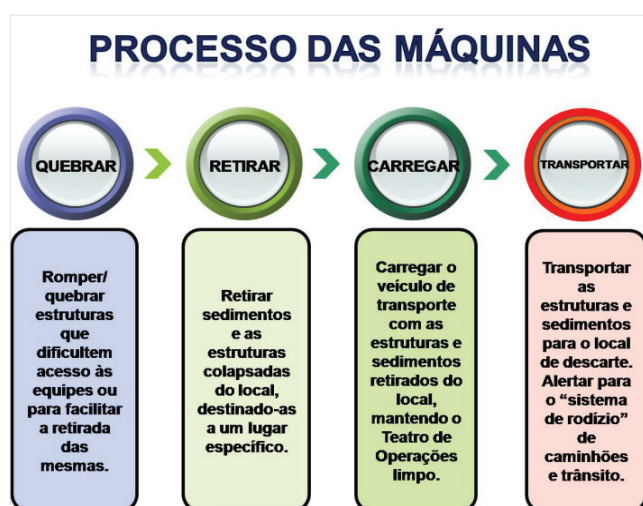 PROCESSO DAS MÁQUINAS
QUEBRAR
RETIRAR
CARREGAR
TRANSPORTAR
Romper/
quebrar
estruturas
que
dificultem
acesso às
equipes ou
para facilitar
a retirada
das
mesmas.
Retirar
sedimentos
e as
estruturas
colapsadas
do local,
destinado-as
a um lugar
específico.
Carregar o
veículo de
transporte
com as
estruturas e
sedimentos
retirados do
local,
mantendo o
Teatro de
Operações
limpo.
Transportar
as
estruturas e
sedimentos
para o local
de descarte.
Alertar para
o “sistema
de rodízio”
de
caminhões
e trânsito.